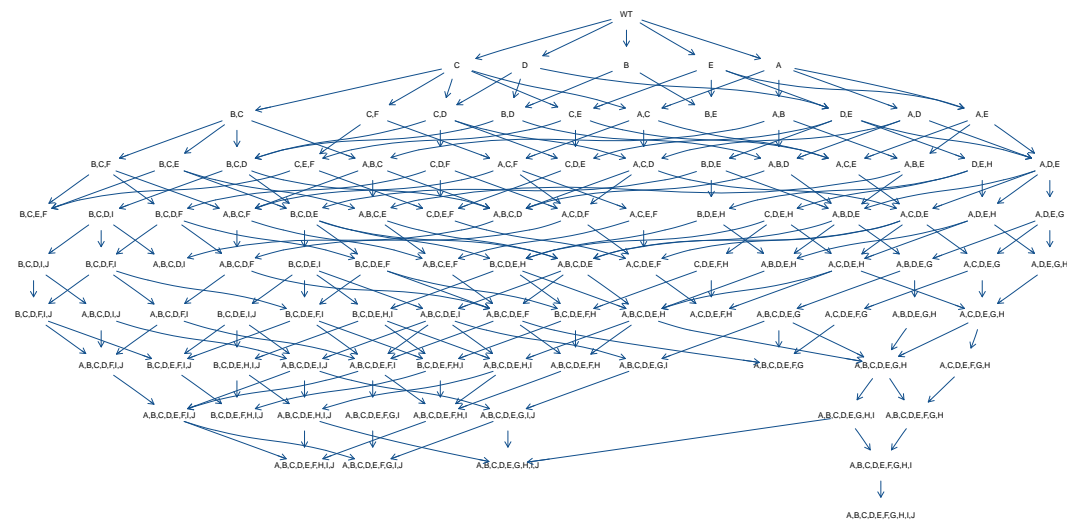 WT
C D B E A
B,C C,F C,D B,D C,E A,C B,E A,B D,E A,D A,E
B,C,F B,C,E B,C,D C,E,F A,B,C C,D,F A,C,F C,D,E A,C,D B,D,E A,B,D A,C,E A,B,E D,E,H A,D,E
B,C,E,F B,C,D,I B,C,D,F A,B,C,F B,C,D,E A,B,C,E C,D,E,F A,B,C,D A,C,D,F A,C,E,F B,D,E,H C,D,E,H A,B,D,E A,C,D,E A,D,E,H A,D,E,G
B,C,D,I,J B,C,D,F,I A,B,C,D,I A,B,C,D,F B,C,D,E,I B,C,D,E,F A,B,C,E,F B,C,D,E,H A,B,C,D,E A,C,D,E,F C,D,E,F,H A,B,D,E,H A,C,D,E,H A,B,D,E,G A,C,D,E,G A,D,E,G,H
B,C,D,F,I,J A,B,C,D,I,J A,B,C,D,F,I B,C,D,E,I,J B,C,D,E,F,I B,C,D,E,H,I A,B,C,D,E,I A,B,C,D,E,F B,C,D,E,F,H A,B,C,D,E,H A,C,D,E,F,H A,B,C,D,E,G A,C,D,E,F,G A,B,D,E,G,H A,C,D,E,G,H
A,B,C,D,F,I,J B,C,D,E,F,I,J B,C,D,E,H,I,J A,B,C,D,E,I,J A,B,C,D,E,F,I B,C,D,E,F,H,I A,B,C,D,E,H,I A,B,C,D,E,F,H A,B,C,D,E,G,I A,B,C,D,E,F,G A,B,C,D,E,G,H A,C,D,E,F,G,H
A,B,C,D,E,F,I,J B,C,D,E,F,H,I,J A,B,C,D,E,H,I,J A,B,C,D,E,F,G,I A,B,C,D,E,F,H,I A,B,C,D,E,G,I,J A,B,C,D,E,G,H,I A,B,C,D,E,F,G,H
A,B,C,D,E,F,H,I,J A,B,C,D,E,F,G,I,J A,B,C,D,E,G,H,I,J A,B,C,D,E,F,G,H,I
A,B,C,D,E,F,G,H,I,J